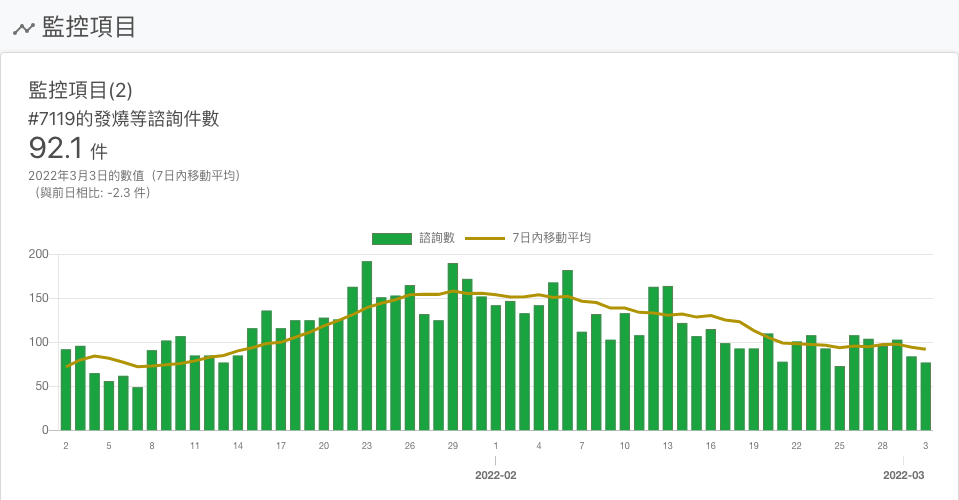 監控項目
監控項目(2)
#7119的發燒等諮詢件數
92.1 件
2022年3月3日的數值（7日內移動平均）
（與前日相比: -2.3 件）
諮詢數 7日內移動平均
200
150
100
50
0
2 5 8 11 14 17 20 23 26 29 1 4 7 10 13 16 19 22 25 28 3
2022-02 2022-03